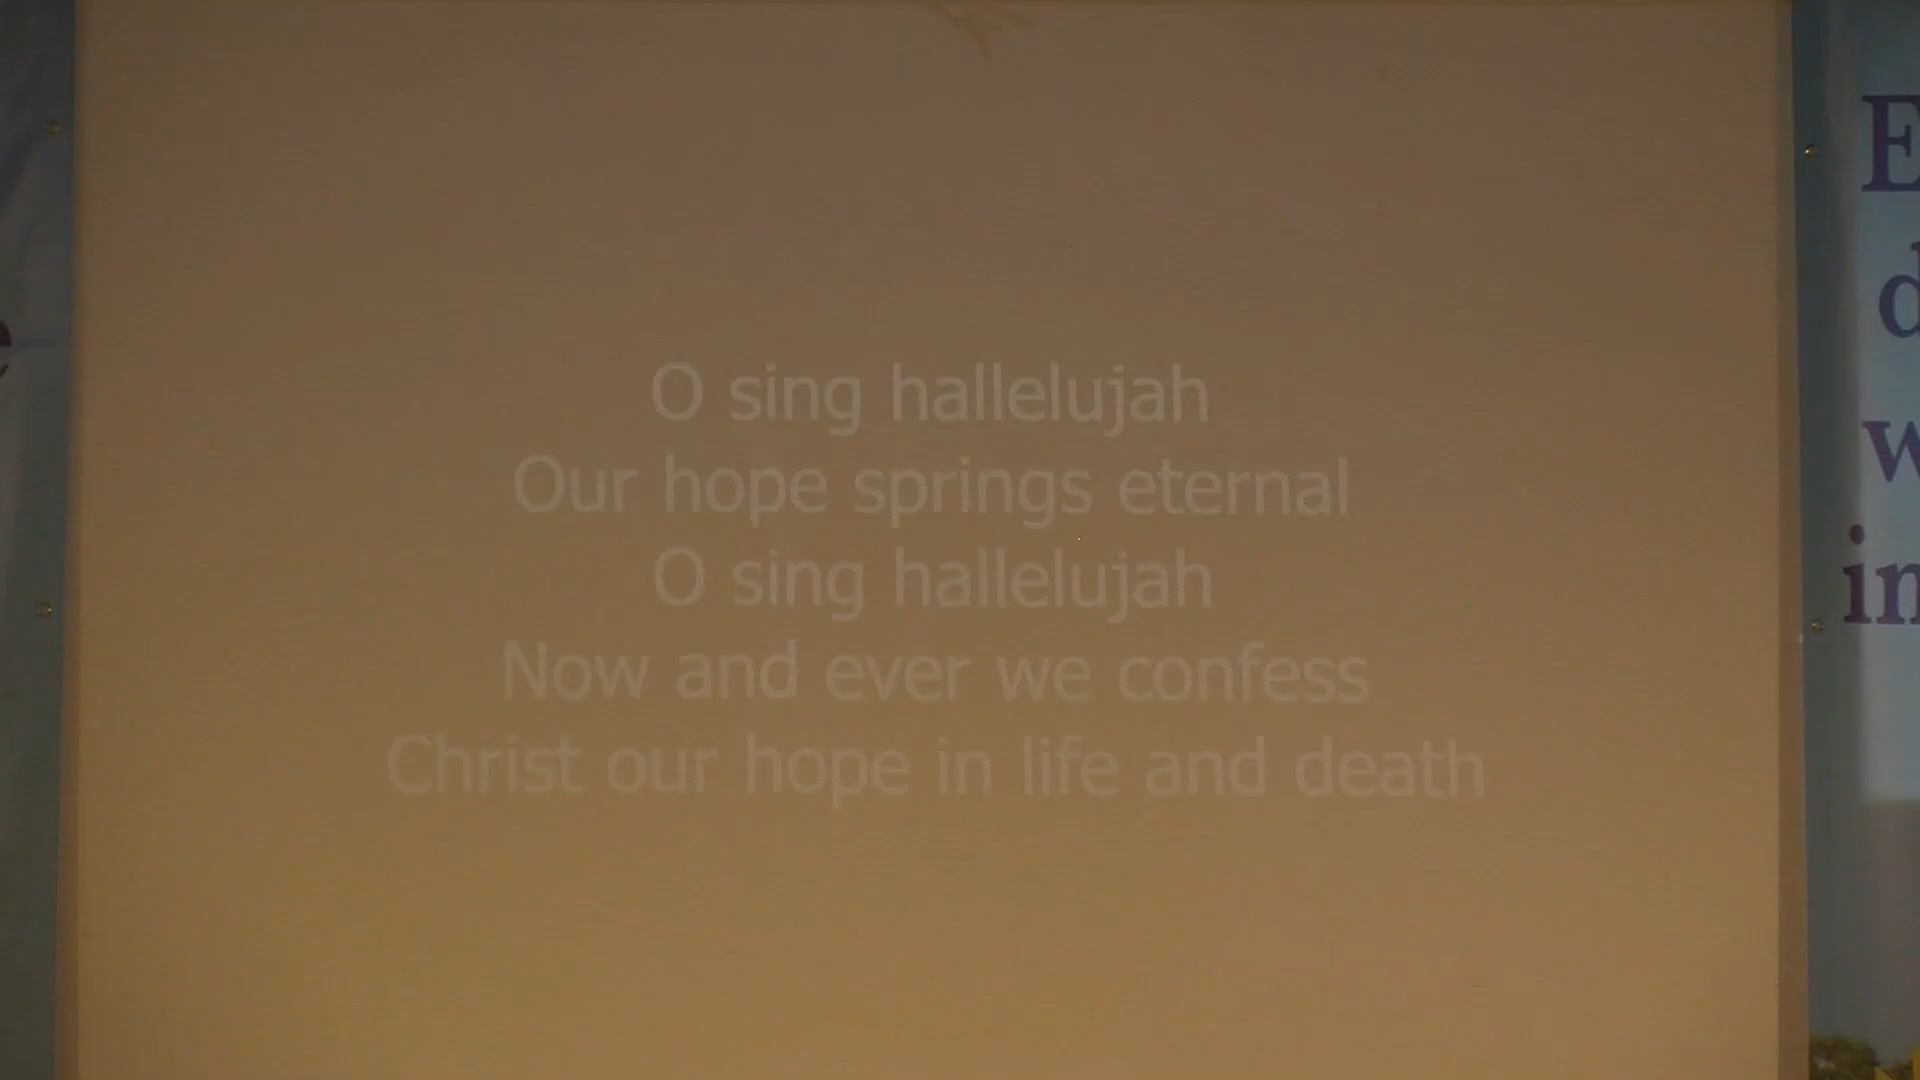 O sing hallelujah
Our hope springs eternal
O sing hallelujah
Now and ever we confess
Christ our hope in life and death